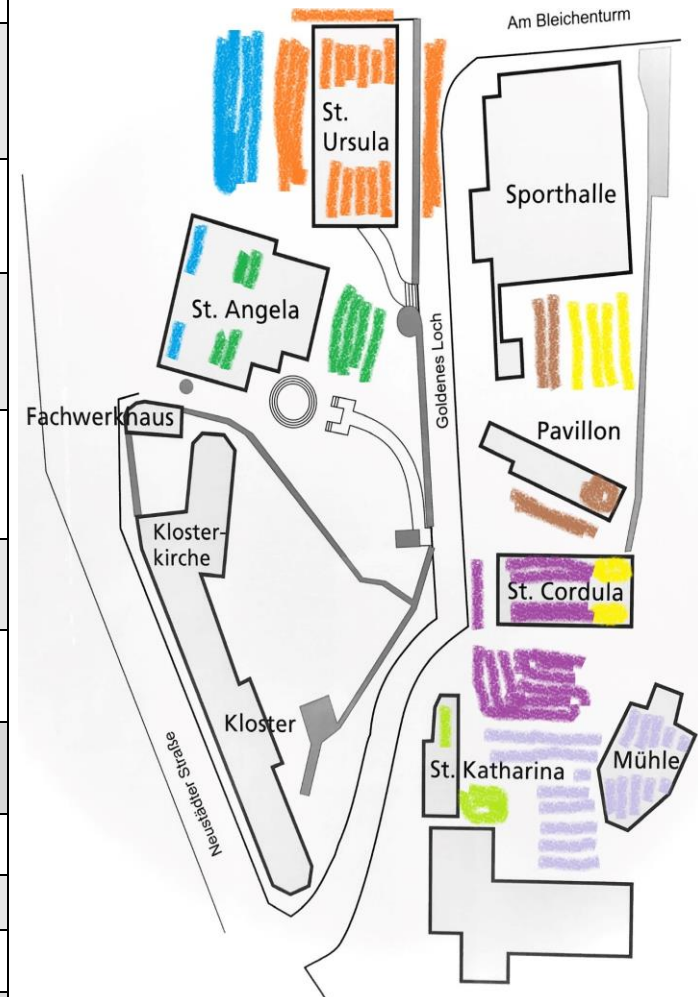 Am Bleichenturm
St.
Ursula
Sporthalle
St. Angela
Goldenes Loch
Fachwerkhaus
Pavillon
Kloster-
kirche
St. Cordula
Kloster
Neustädter Straße
St. Katharina
Mühle